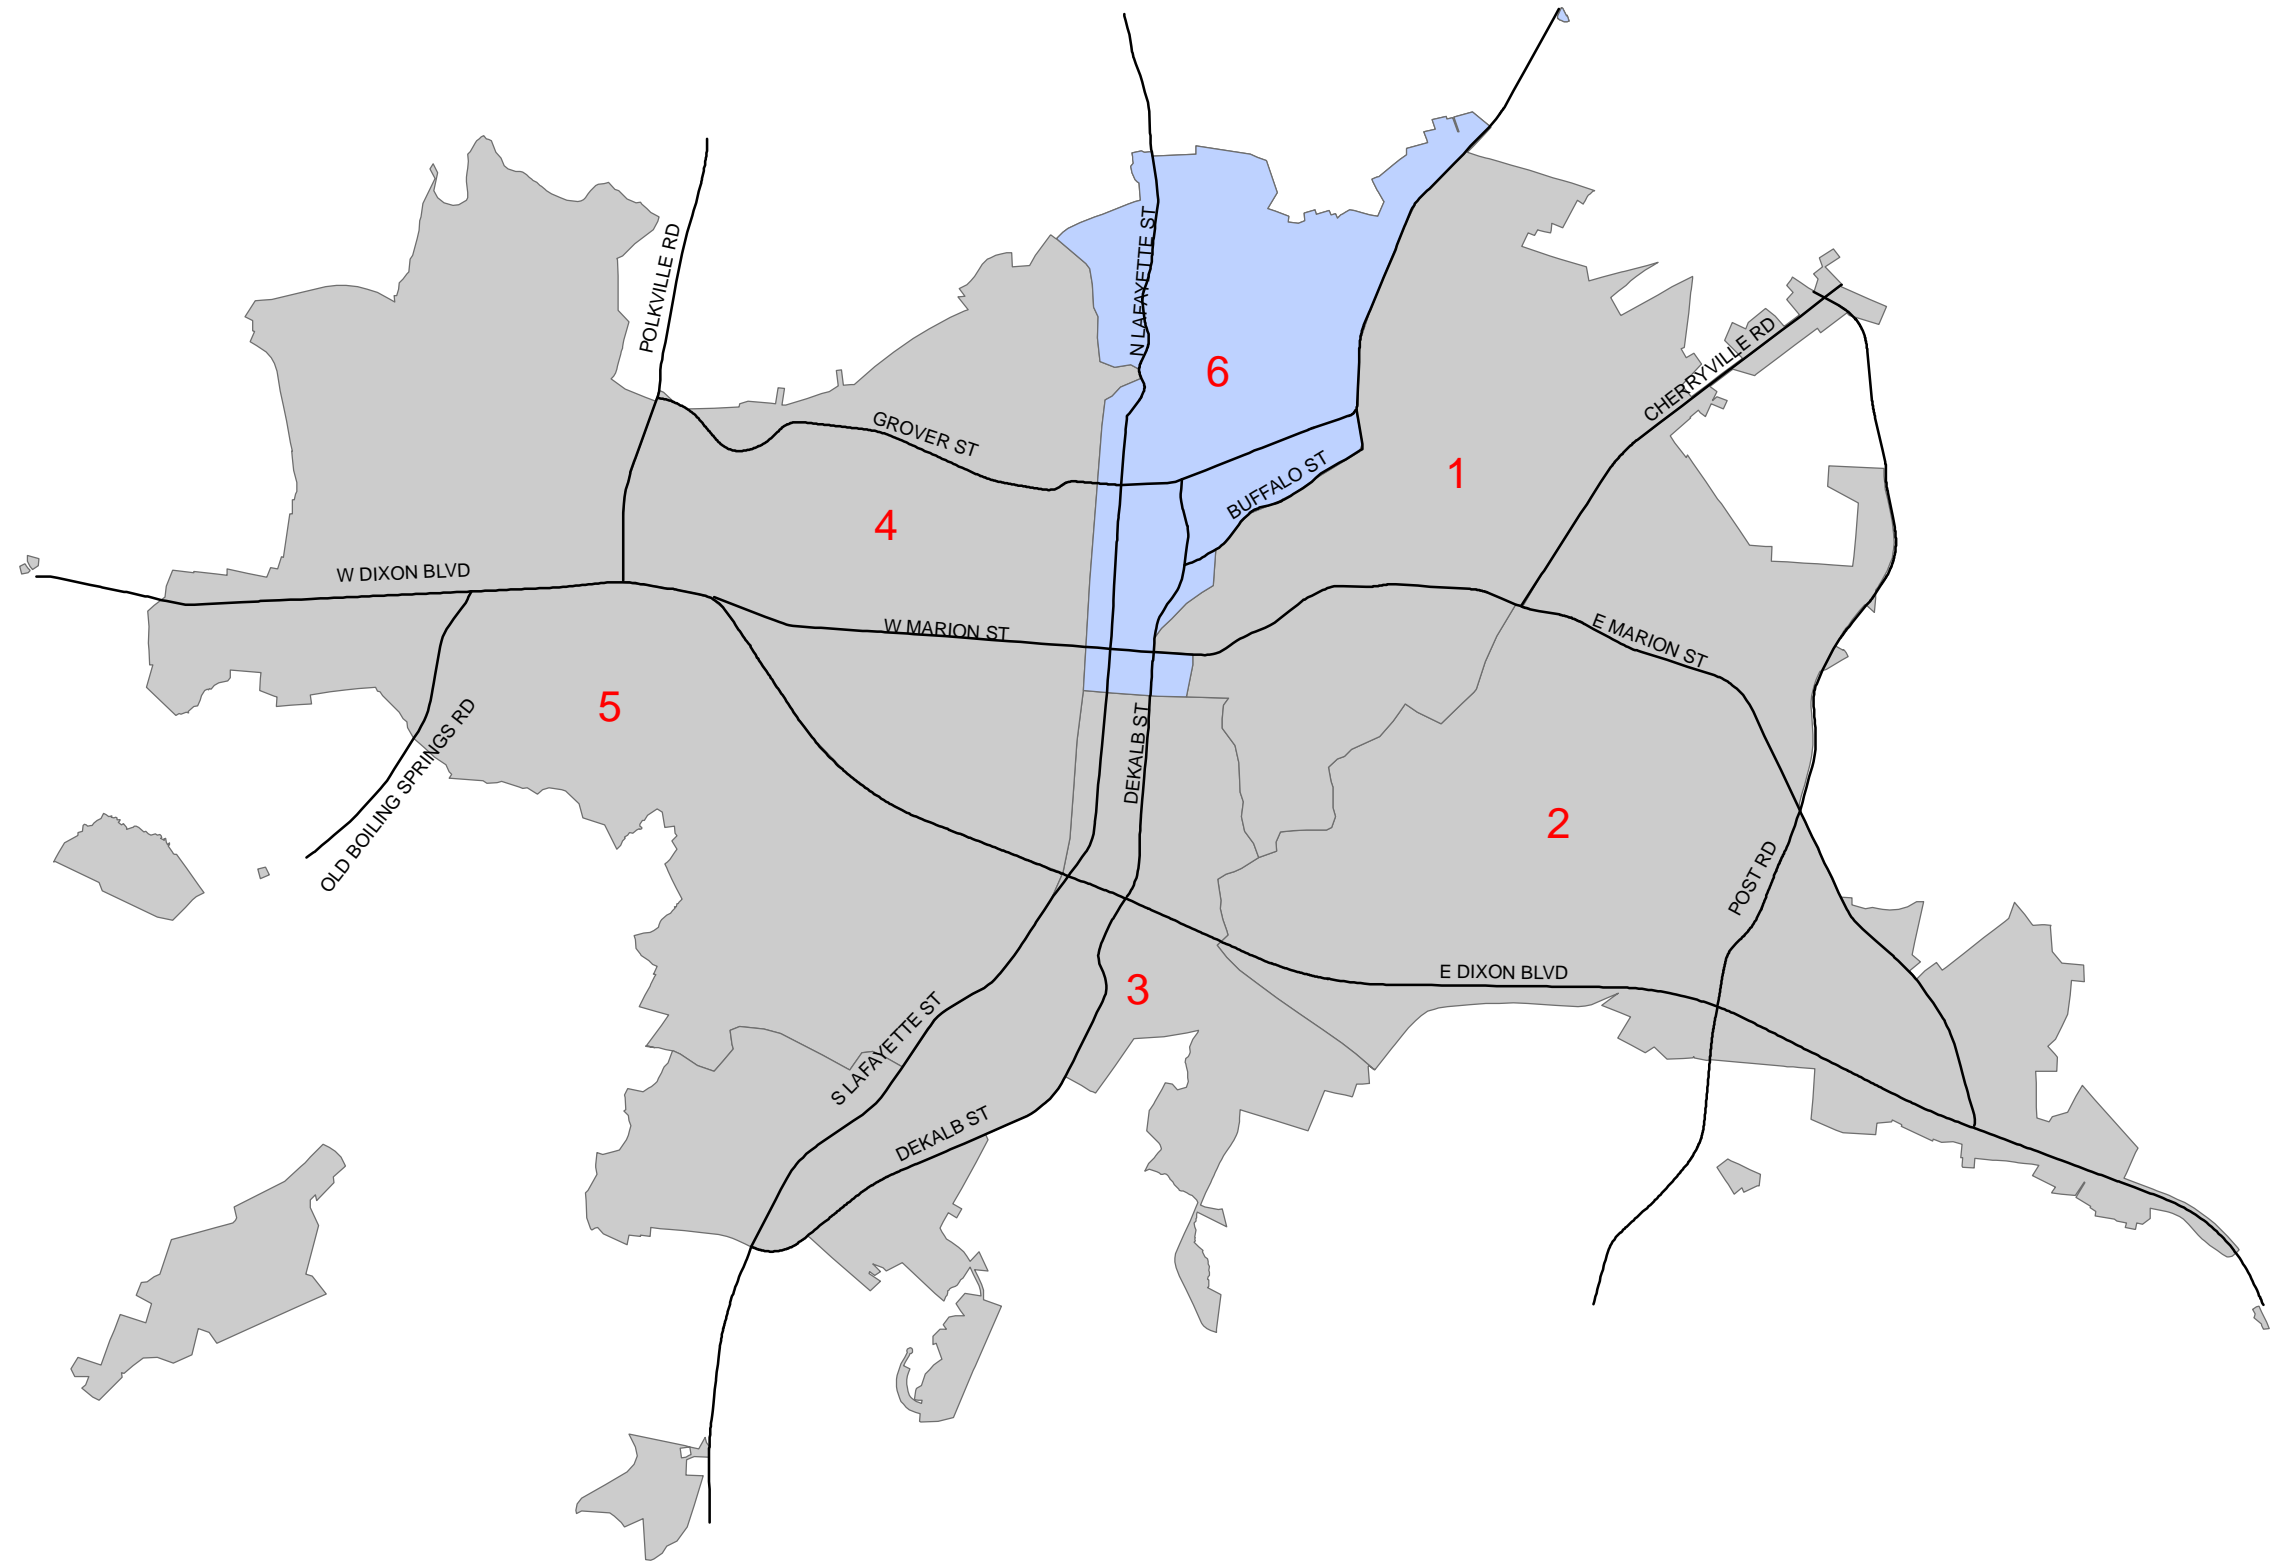 POLKVILLE RD
N LAFAYETTE ST
CHERRYVILLE RD
6
GROVER ST
BUFFALO ST
1
4
W DIXON BLVD
W MARION ST
E MARION ST
5
OLD BOILING SPRINGS RD
DEKALB ST
2
POST RD
E DIXON BLVD
3
S LAFAYETTE ST
DEKALB ST